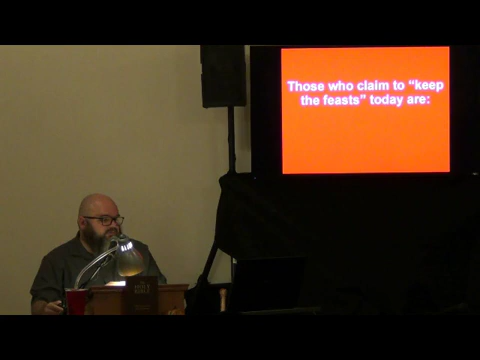 Those who claim to “keep
the feasts” today are: